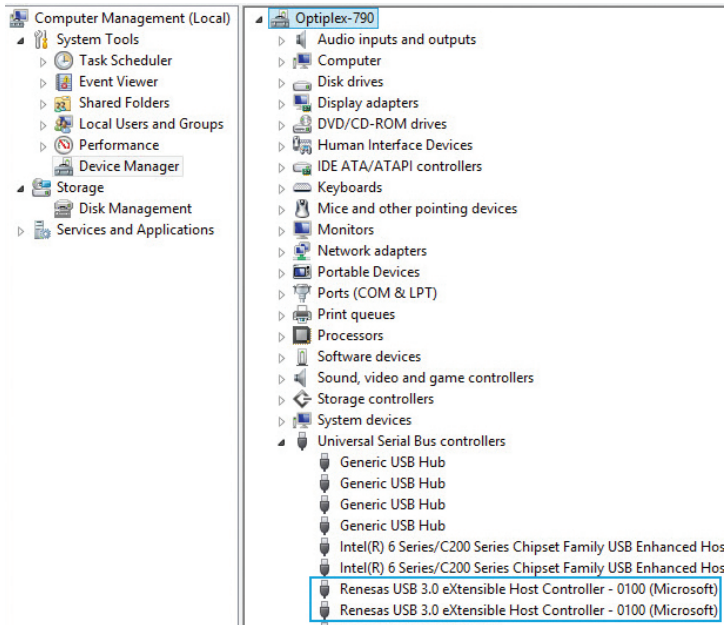 Computer Management (Local)
System Tools
Task Scheduler
Event Viewer
Shared Folders
Local Users and Groups
Performance
Device Manager
Storage
Disk Management
Services and Applications
Optiplex-790
Audio inputs and outputs
Computer
Disk drives
Display adapters
DVD/CD-ROM drives
Human Interface Devices
IDE ATA/ATAPI controllers
Keyboards
Mice and other pointing devices
Monitors
Network adapters
Portable Devices
Ports (COM & LPT)
Print queues
Processors
Software devices
Sound, video and game controllers
Storage controllers
System devices
Universal Serial Bus controllers
Generic USB Hub
Generic USB Hub
Generic USB Hub
Generic USB Hub
Intel(R) 6 Series/C200 Series Chipset Family USB Enhanced Hos
Intel(R) 6 Series/C200 Series Chipset Family USB Enhanced Hos
Renesas USB 3.0 eXtensible Host Controller - 0100 (Microsoft)
Renesas USB 3.0 eXtensible Host Controller - 0100 (Microsoft)